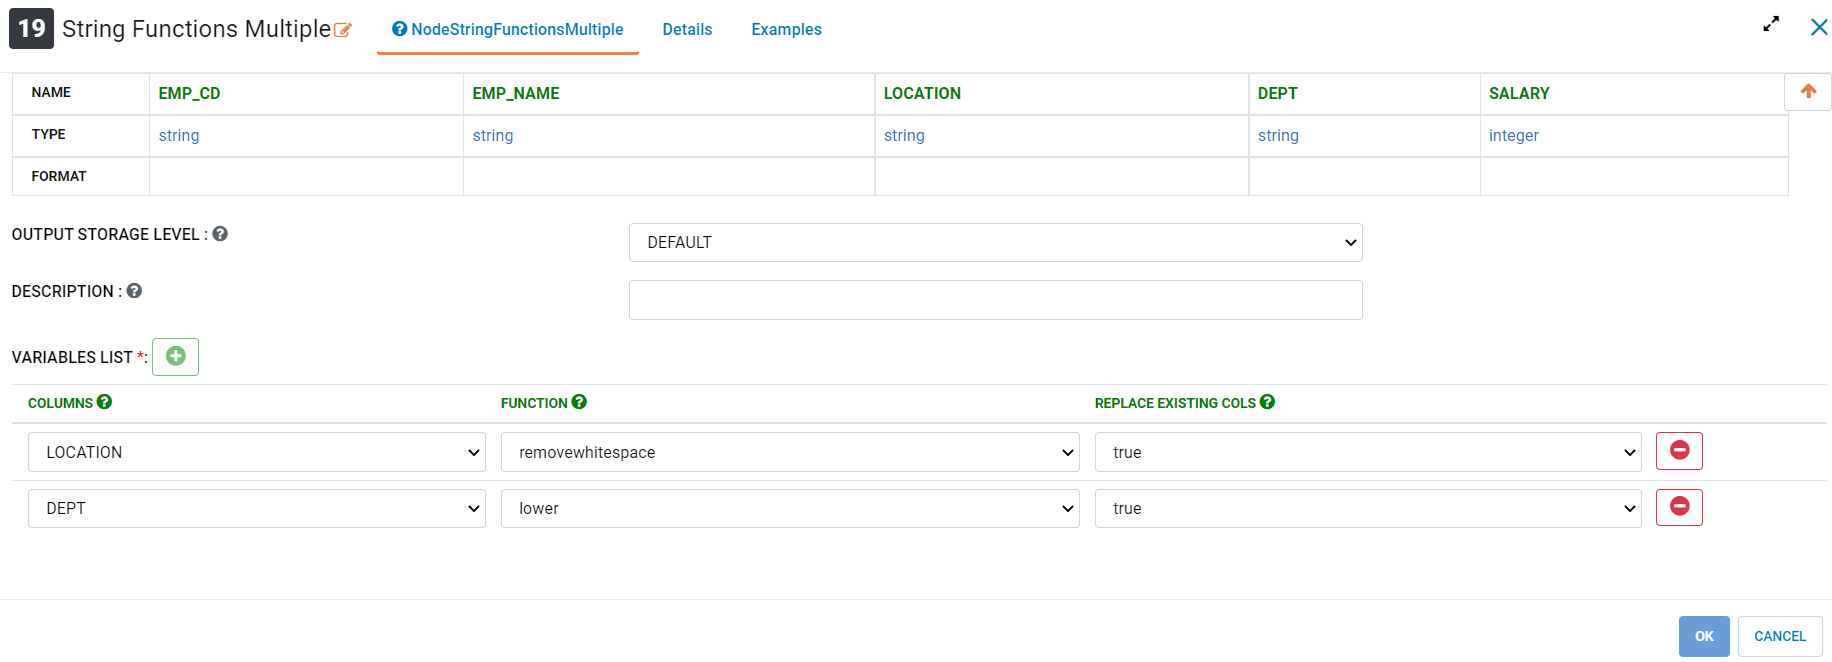 19 String Functions Multiple NodeStringFunctionsMultiple Details Examples
NAME EMP_CD EMP_NAME LOCATION DEPT SALARY
TYPE string string string string integer
FORMAT
OUTPUT STORAGE LEVEL : DEFAULT
DESCRIPTION :
VARIABLES LIST *:
COLUMNS FUNCTION REPLACE EXISTING COLS
LOCATION removewhitespace true
DEPT lower true
OK CANCEL